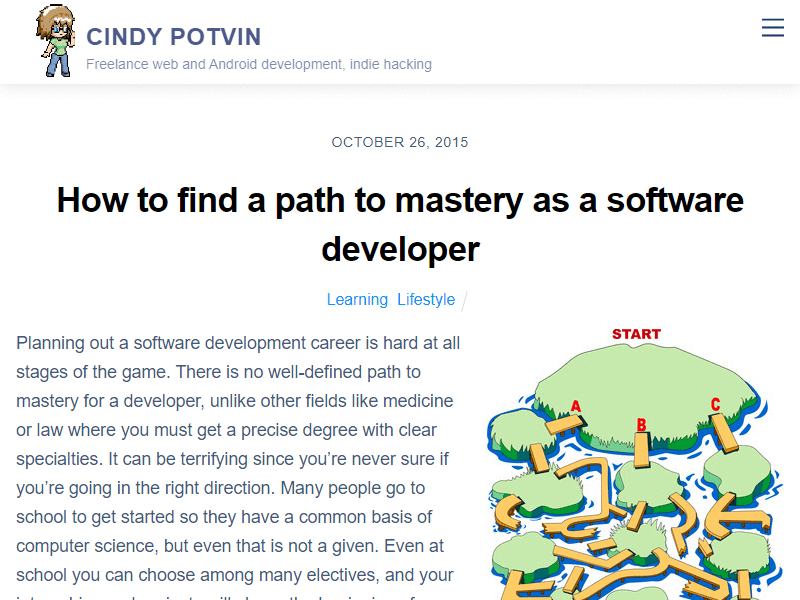 CINDY POTVIN
Freelance web and Android development, indie hacking
OCTOBER 26, 2015
How to find a path to mastery as a software
developer
Learning Lifestyle /
Planning out a software development career is hard at all
stages of the game. There is no well-defined path to
mastery for a developer, unlike other fields like medicine
or law where you must get a precise degree with clear
specialties. It can be terrifying since you’re never sure if
you’re going in the right direction. Many people go to
school to get started so they have a common basis of
computer science, but even that is not a given. Even at
school you can choose among many electives, and your
START
A
B
C